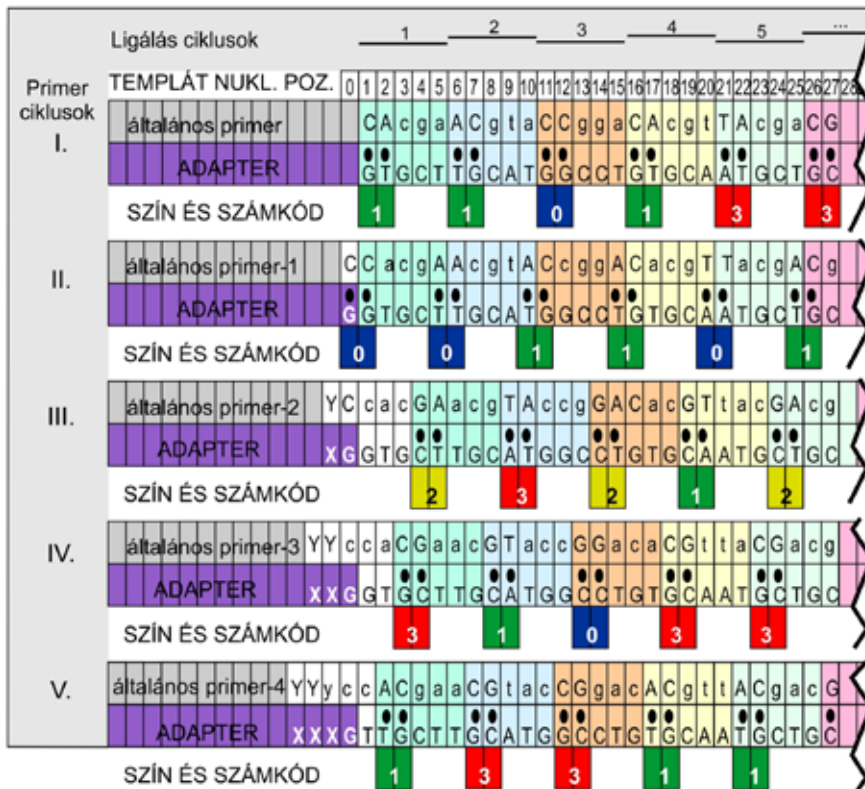 Ligálás ciklusok 1 2 3 4 5 ...
Primer ciklusok
TEMPLÁT NUKL. POZ. 0 1 2 3 4 5 6 7 8 9 10 11 12 13 14 15 16 17 18 19 20 21 22 23 24 25 26 27 28
I.
általános primer C A c g a A C g t a C C g g a C A c g t T A c g a C G
ADAPTER G T G C T T G C A T G G C C T G T G C A A T G C T G C
SZÍN ÉS SZÁMKÓD 1 1 0 1 3 3
II.
általános primer-1 C C a c g A A c g t A C c g g A C a c g T T a c g A C g
ADAPTER G G T G C T T G C A T G G C C T G T G C A A T G C T G C
SZÍN ÉS SZÁMKÓD 0 0 1 1 0 1
III.
általános primer-2 Y C c a c G A a c g T A c c g G A C a c G T t a c G A c g
ADAPTER X G G T G C T T G C A T G G C C T G T G C A A T G C T G C
SZÍN ÉS SZÁMKÓD 2 3 2 1 2
IV.
általános primer-3 Y Y c c a C G a a c G T a c c G G a c a C G t t a C G a c g
ADAPTER X X G G T G C T T G C A T G G C C T G T G C A A T G C T G C
SZÍN ÉS SZÁMKÓD 3 1 0 3 3
V.
általános primer-4 Y Y y c c A C g a a C G t a c C G g a c A C g t t A C g a c G
ADAPTER X X X G T T G C T T G C A T G G C C T G T G C A A T G C T G C
SZÍN ÉS SZÁMKÓD 1 3 3 1 1